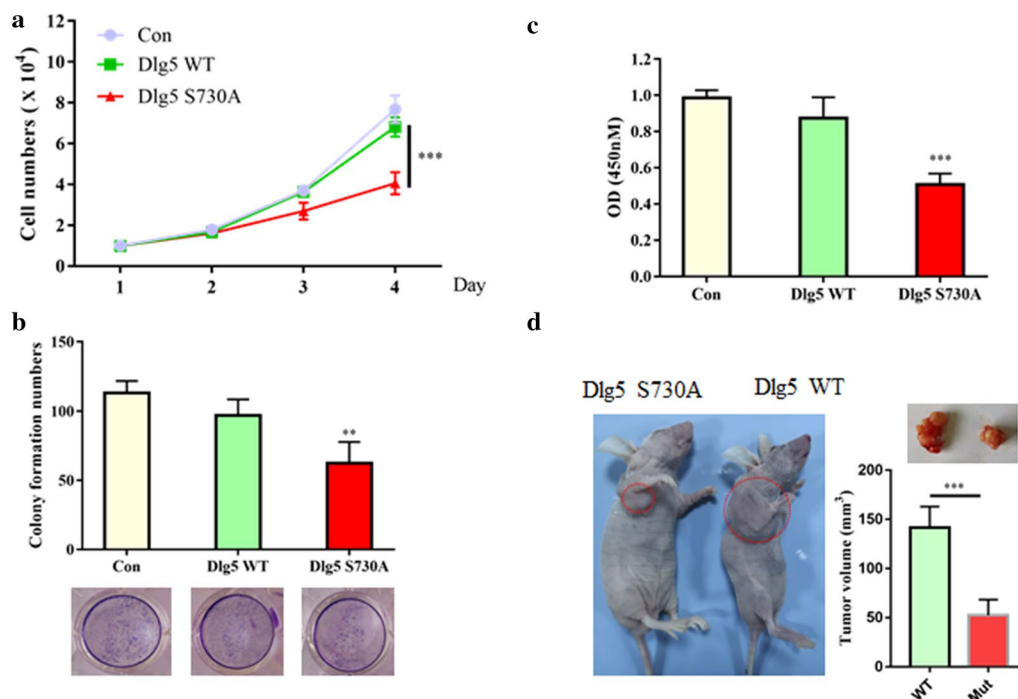 a
12
10
8
6
4
2
0
Cell numbers ( X 10⁴)
Con
Dlg5 WT
Dlg5 S730A
***
1 2 3 4 Day
b
150
100
50
0
Colony formation numbers
**
Con Dlg5 WT Dlg5 S730A
c
1.2
1.0
0.8
0.6
0.4
0.2
0.0
OD (450nM)
***
Con Dlg5 WT Dlg5 S730A
d
Dlg5 S730A Dlg5 WT
200
150
100
50
0
Tumor volume (mm³)
***
WT Mut